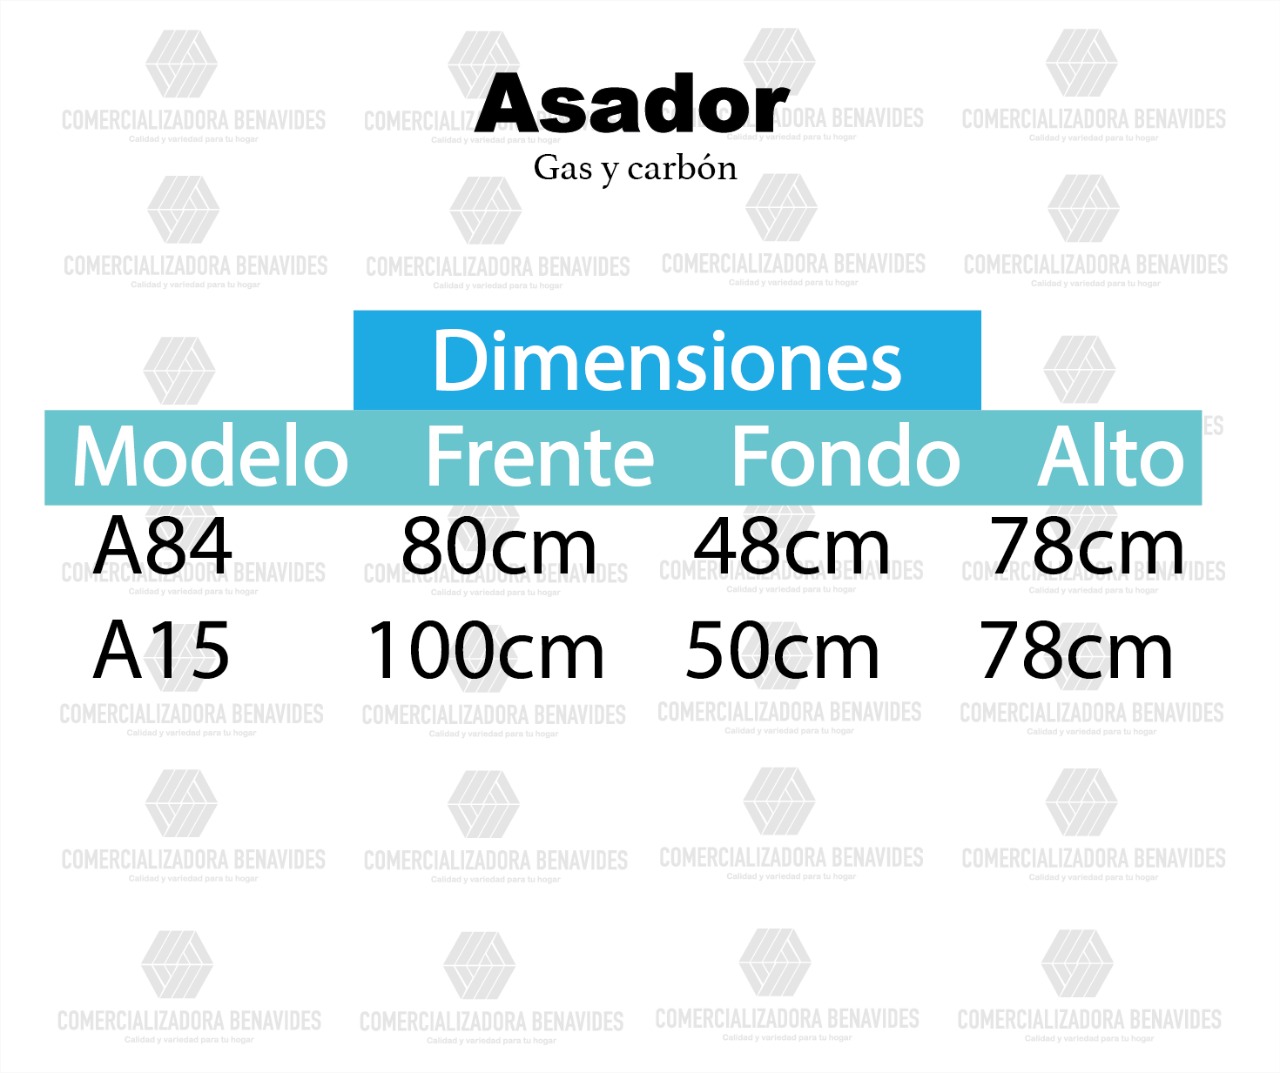 Asador
Gas y carbón
Dimensiones
Modelo Frente Fondo Alto
A84 80cm 48cm 78cm
A15 100cm 50cm 78cm
COMERCIALIZADORA BENAVIDES
Calidad y variedad para tu hogar